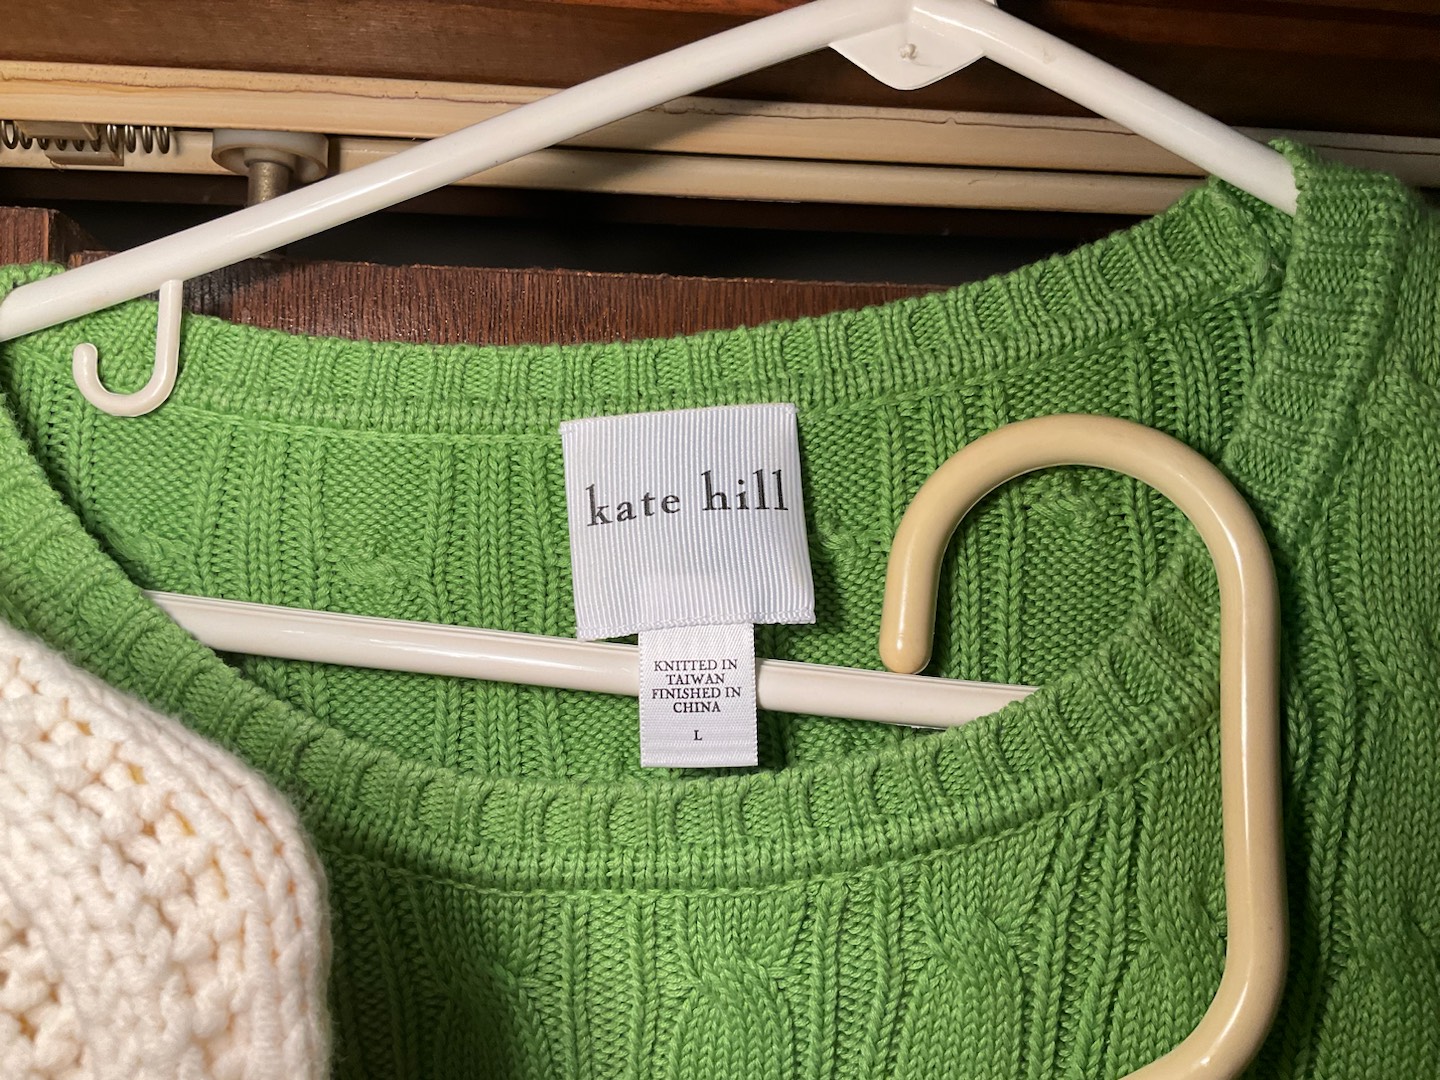 kate hill
KNITTED IN
TAIWAN
FINISHED IN
CHINA
L